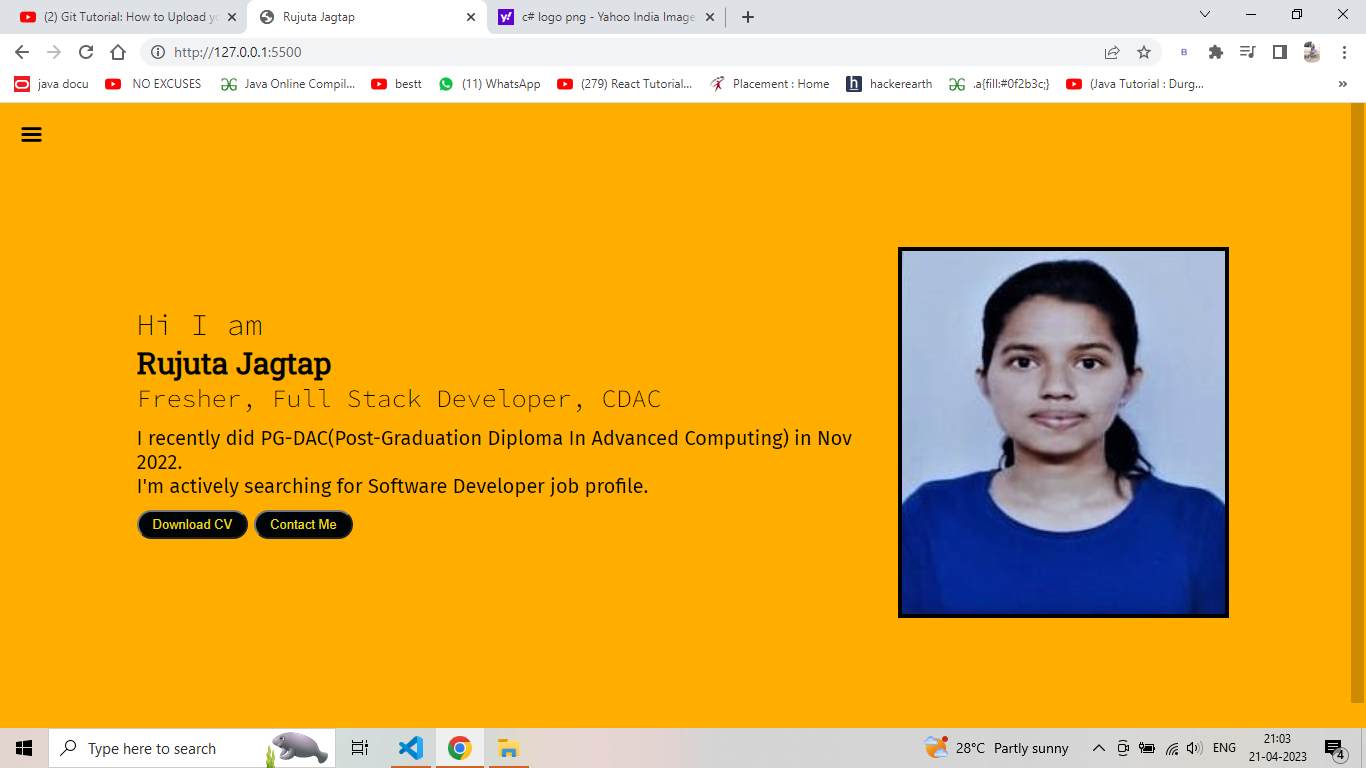 (2) Git Tutorial: How to Upload yo
Rujuta Jagtap
c# logo png - Yahoo India Image
http://127.0.0.1:5500
java docu
NO EXCUSES
Java Online Compil...
bestt
(11) WhatsApp
(279) React Tutorial...
Placement : Home
hackerearth
.a{fill:#0f2b3c;}
(Java Tutorial : Durg...
Hi I am
Rujuta Jagtap
Fresher, Full Stack Developer, CDAC
I recently did PG-DAC(Post-Graduation Diploma In Advanced Computing) in Nov
2022.
I'm actively searching for Software Developer job profile.
Download CV
Contact Me
Type here to search
28°C Partly sunny
ENG
21:03
21-04-2023
4